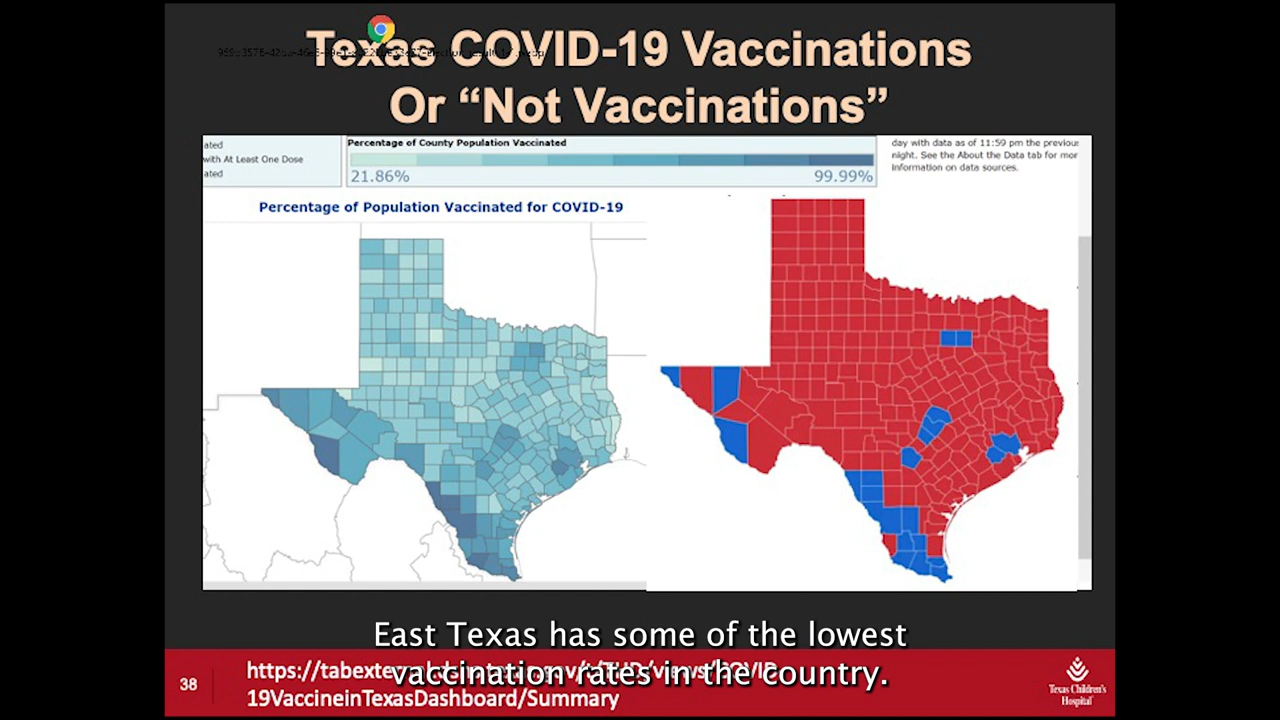 Texas COVID-19 Vaccinations
Or “Not Vaccinations”
ated
with At Least One Dose
ated
Percentage of County Population Vaccinated
21.86% 99.99%
day with data as of 11:59 pm the previous
night. See the About the Data tab for mor
information on data sources.
Percentage of Population Vaccinated for COVID-19
East Texas has some of the lowest
vaccination rates in the country.
38
19VaccineinTexasDashboard/Summary
Texas Children's
Hospital